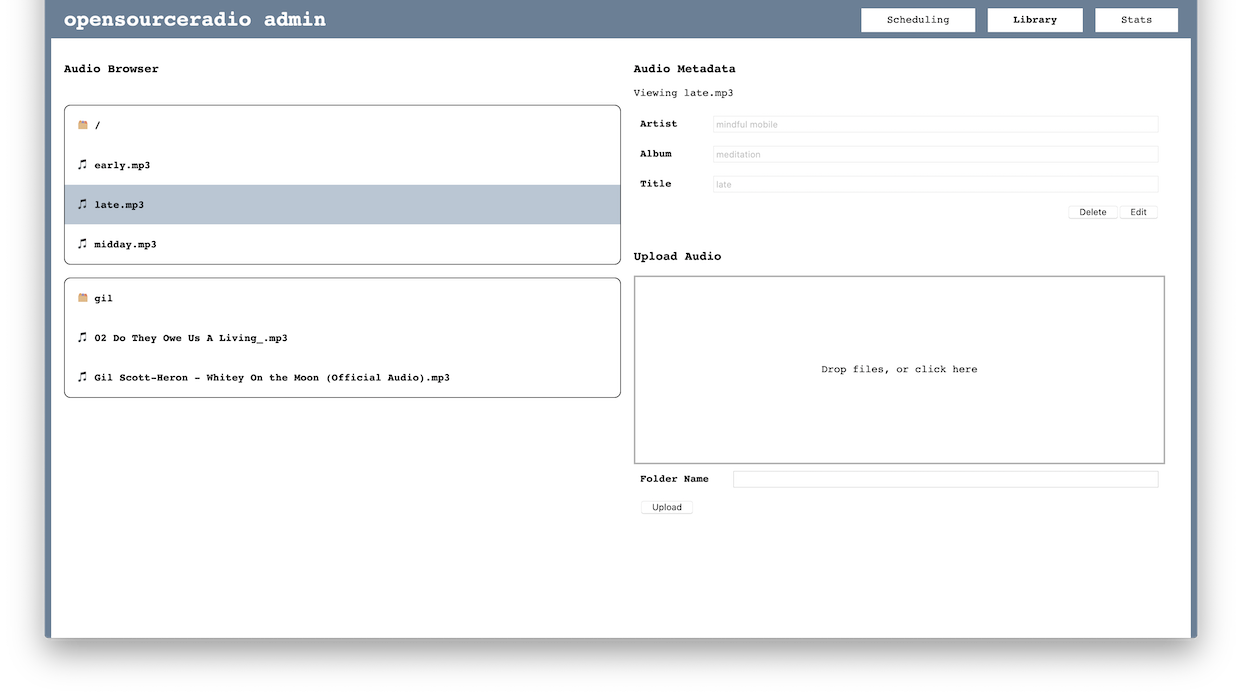 opensourceradio admin
Scheduling
Library
Stats
Audio Browser
/
early.mp3
late.mp3
midday.mp3
gil
02 Do They Owe Us A Living_.mp3
Gil Scott-Heron - Whitey On the Moon (Official Audio).mp3
Audio Metadata
Viewing late.mp3
Artist mindful mobile
Album meditation
Title late
Delete Edit
Upload Audio
Drop files, or click here
Folder Name
Upload